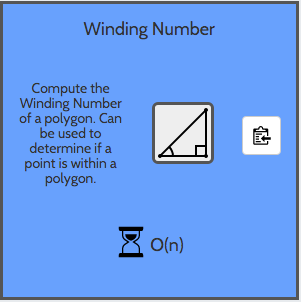 Winding Number
Compute the
Winding Number
of a polygon. Can
be used to
determine if a
point is within a
polygon.
O(n)